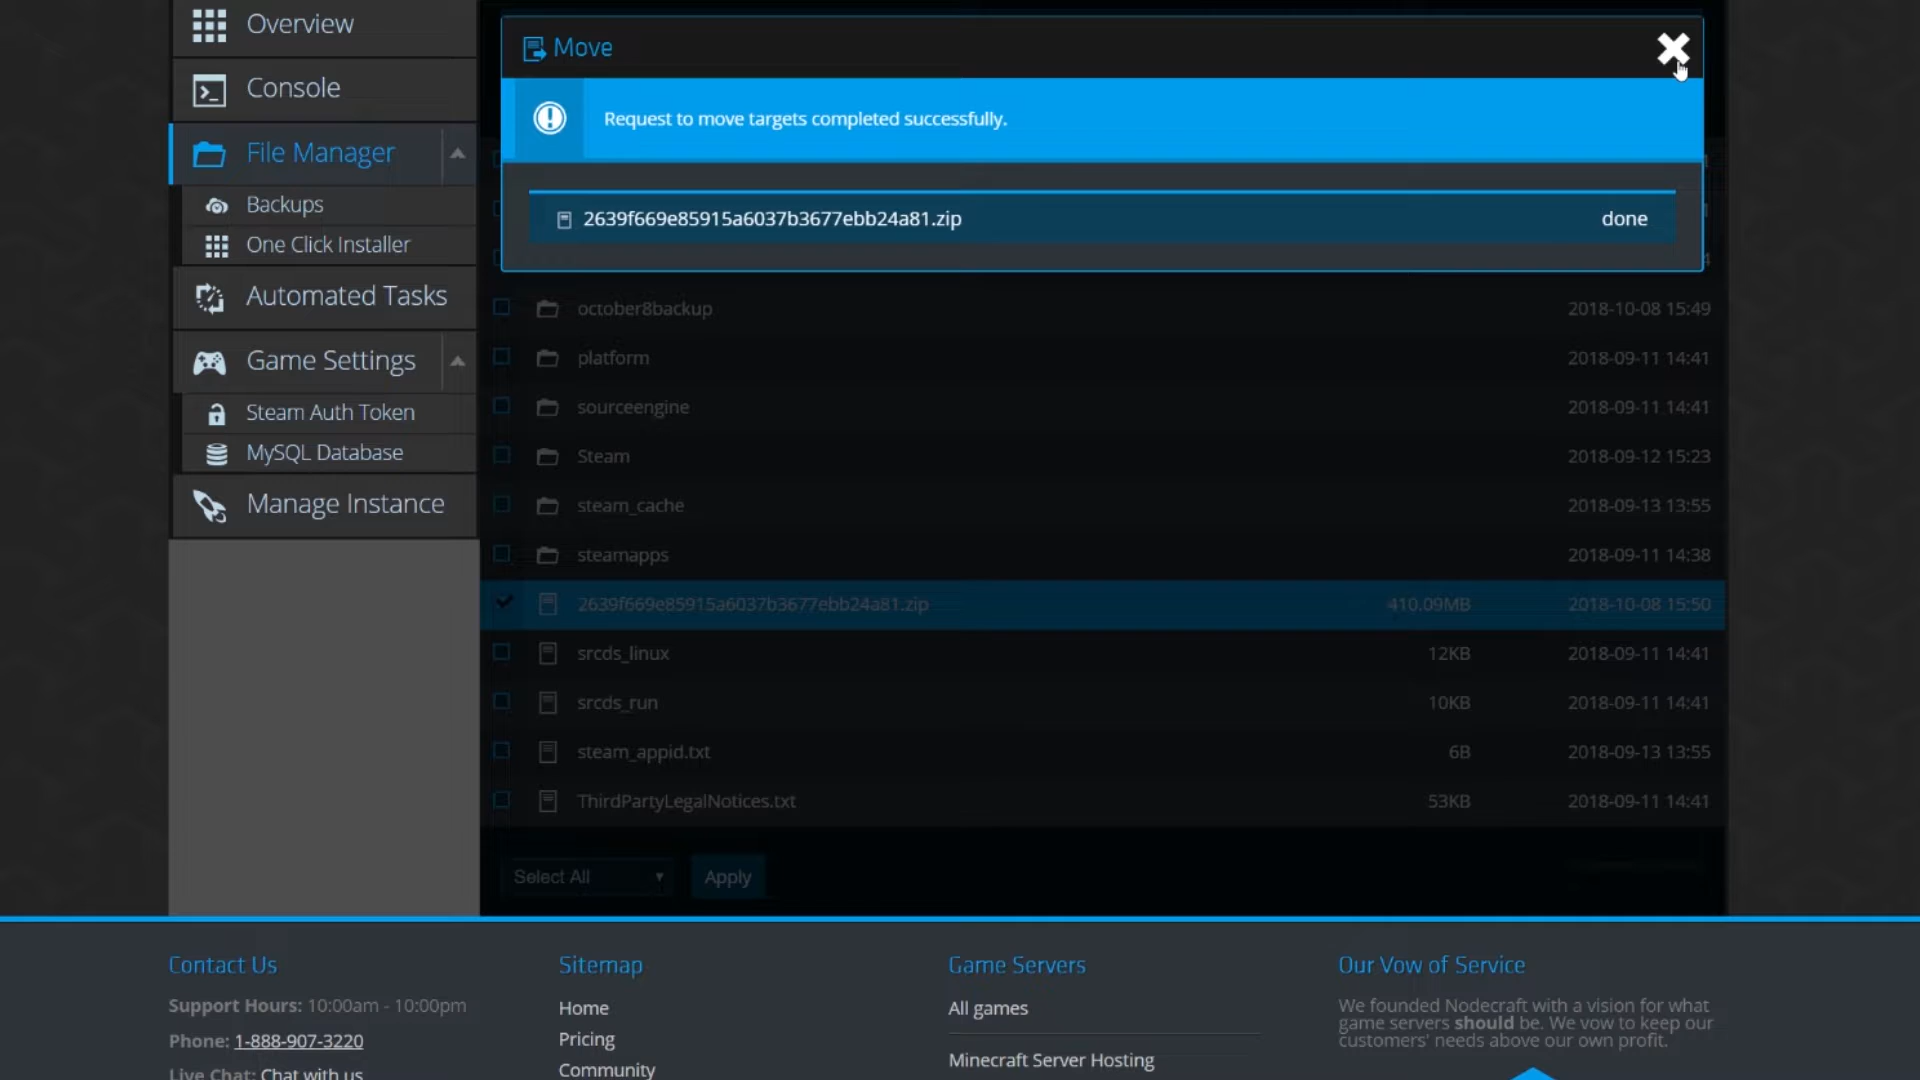 Overview
Console
File Manager
Backups
One Click Installer
Automated Tasks
Game Settings
Steam Auth Token
MySQL Database
Manage Instance
Move
Request to move targets completed successfully.
2639f669e85915a6037b3677ebb24a81.zip done
october8backup 2018-10-08 15:49
platform 2018-09-11 14:41
sourceengine 2018-09-11 14:41
Steam 2018-09-12 15:23
steam_cache 2018-09-13 13:55
steamapps 2018-09-11 14:38
2639f669e85915a6037b3677ebb24a81.zip 410.09MB 2018-10-08 15:50
srcds_linux 12KB 2018-09-11 14:41
srcds_run 10KB 2018-09-11 14:41
steam_appid.txt 6B 2018-09-13 13:55
ThirdPartyLegalNotices.txt 53KB 2018-09-11 14:41
Select All Apply
Contact Us
Support Hours: 10:00am - 10:00pm
Phone: 1-888-907-3220
Live Chat: Chat with us
Sitemap
Home
Pricing
Community
Game Servers
All games
Minecraft Server Hosting
Our Vow of Service
We founded Nodecraft with a vision for what
game servers should be. We vow to keep our
customers' needs above our own profit.